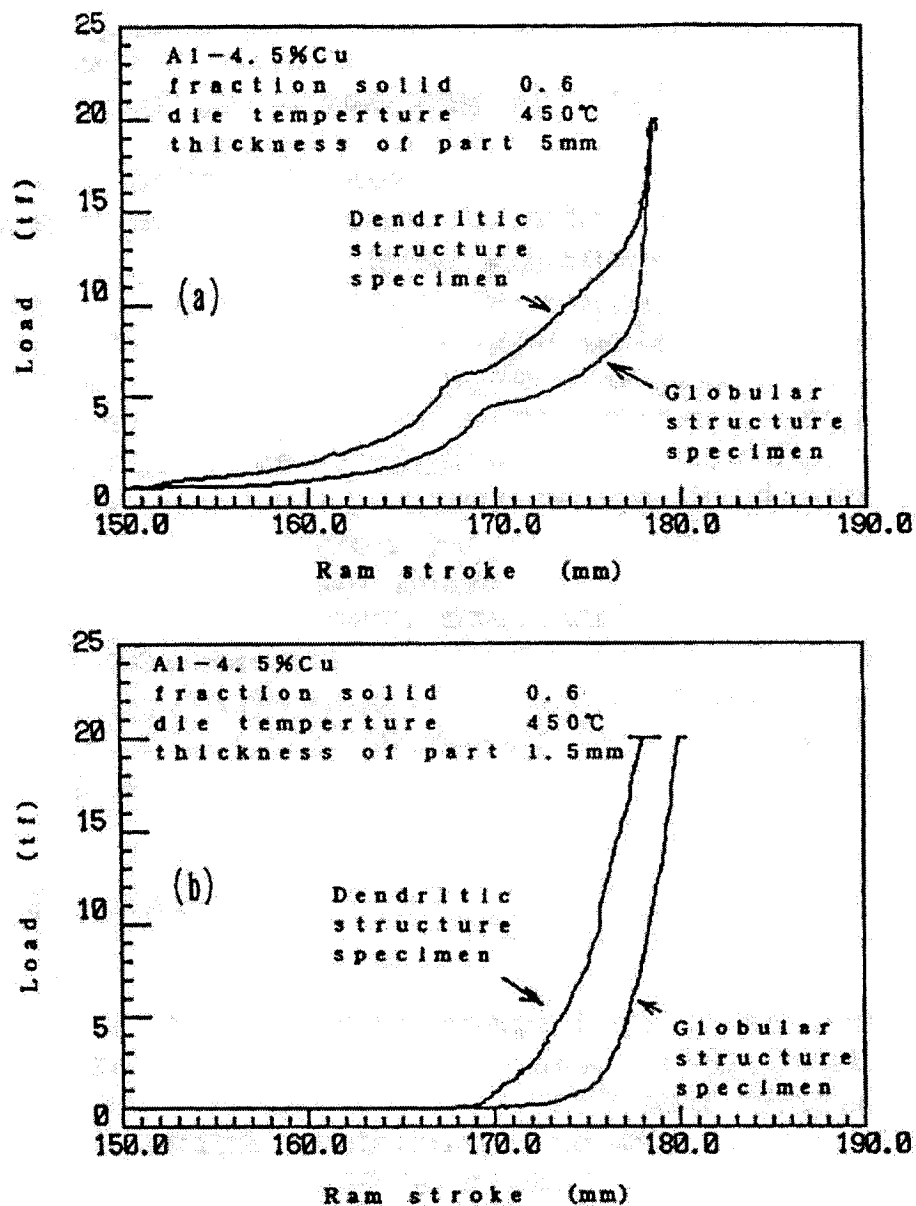 25
Al-4.5%Cu
fraction solid 0.6
die temperture 450℃
thickness of part 5mm
20
15
10
5
0
Load (tf)
(a)
Dendritic
structure
specimen
Globular
structure
specimen
150.0 160.0 170.0 180.0 190.0
Ram stroke (mm)
25
Al-4.5%Cu
fraction solid 0.6
die temperture 450℃
thickness of part 1.5mm
20
15
10
5
0
Load (tf)
(b)
Dendritic
structure
specimen
Globular
structure
specimen
150.0 160.0 170.0 180.0 190.0
Ram stroke (mm)